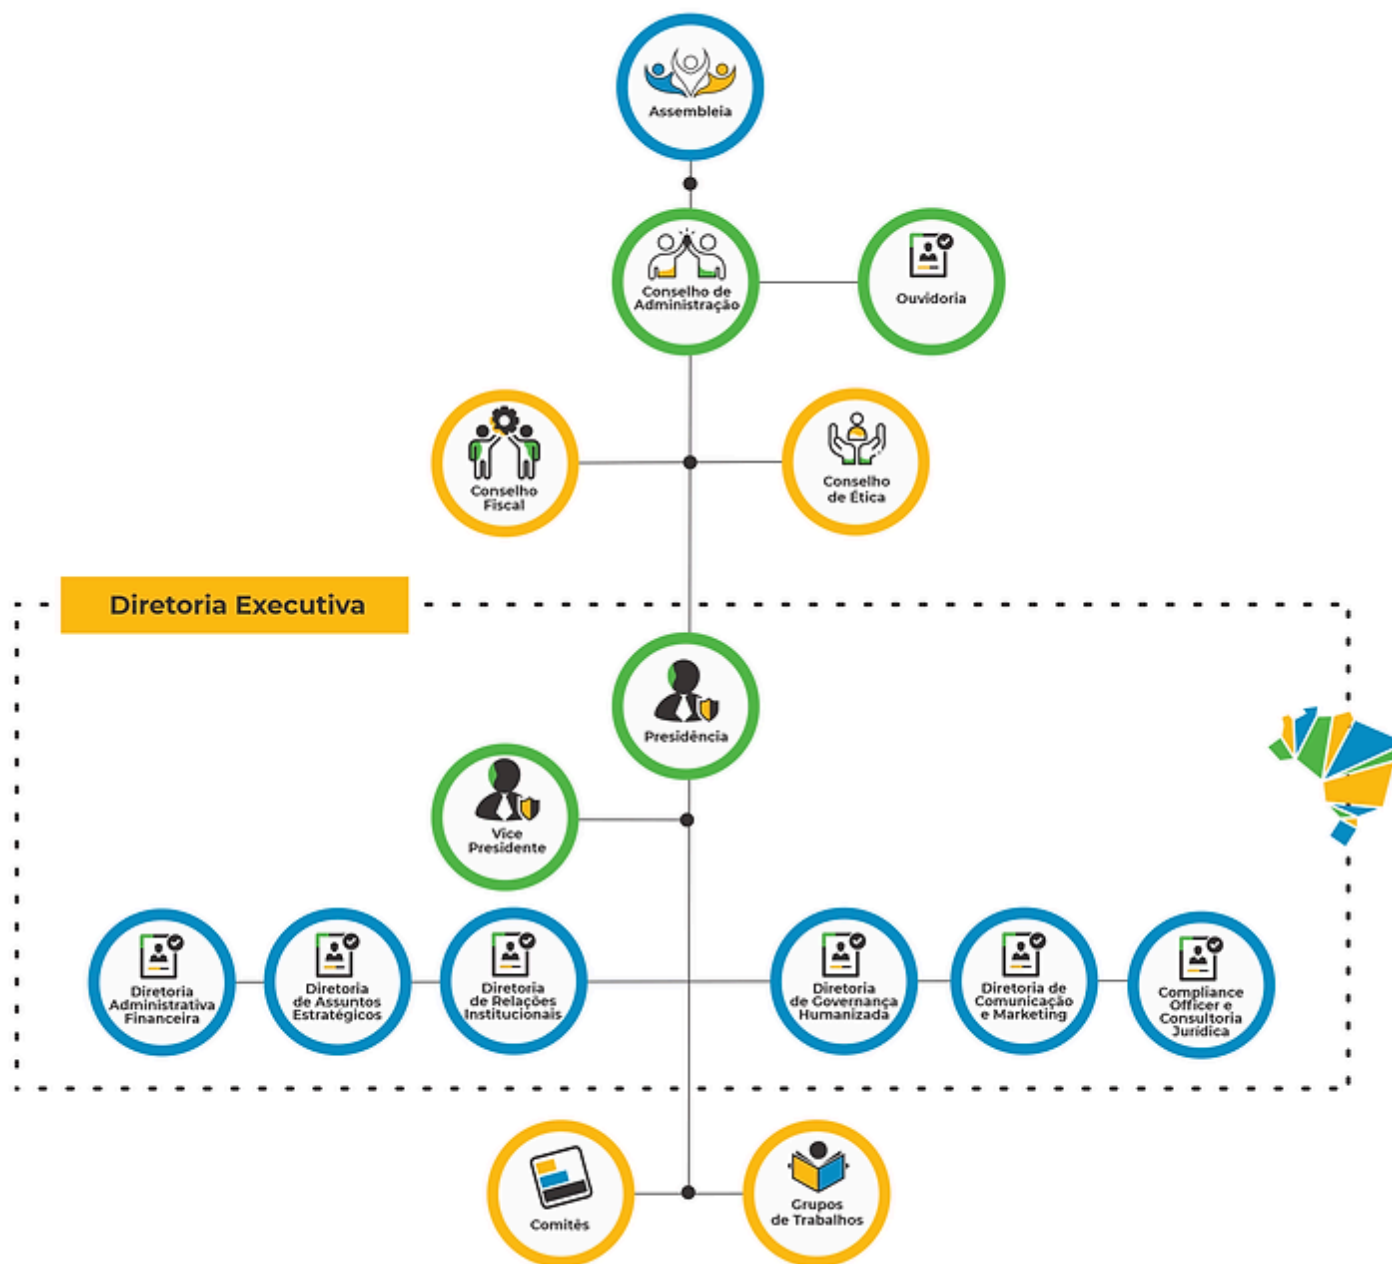 Assembleia
Conselho de
Administração
Ouvidoria
Conselho
Fiscal
Conselho
de Ética
Diretoria Executiva
Presidência
Vice
Presidente
Diretoria
Administrativa
Financeira
Diretoria
de Assuntos
Estratégicos
Diretoria
de Relações
Institucionais
Diretoria
de Governança
Humanizada
Diretoria de
Comunicação
e Marketing
Compliance
Officer e
Consultoria
Jurídica
Comitês
Grupos
de Trabalhos